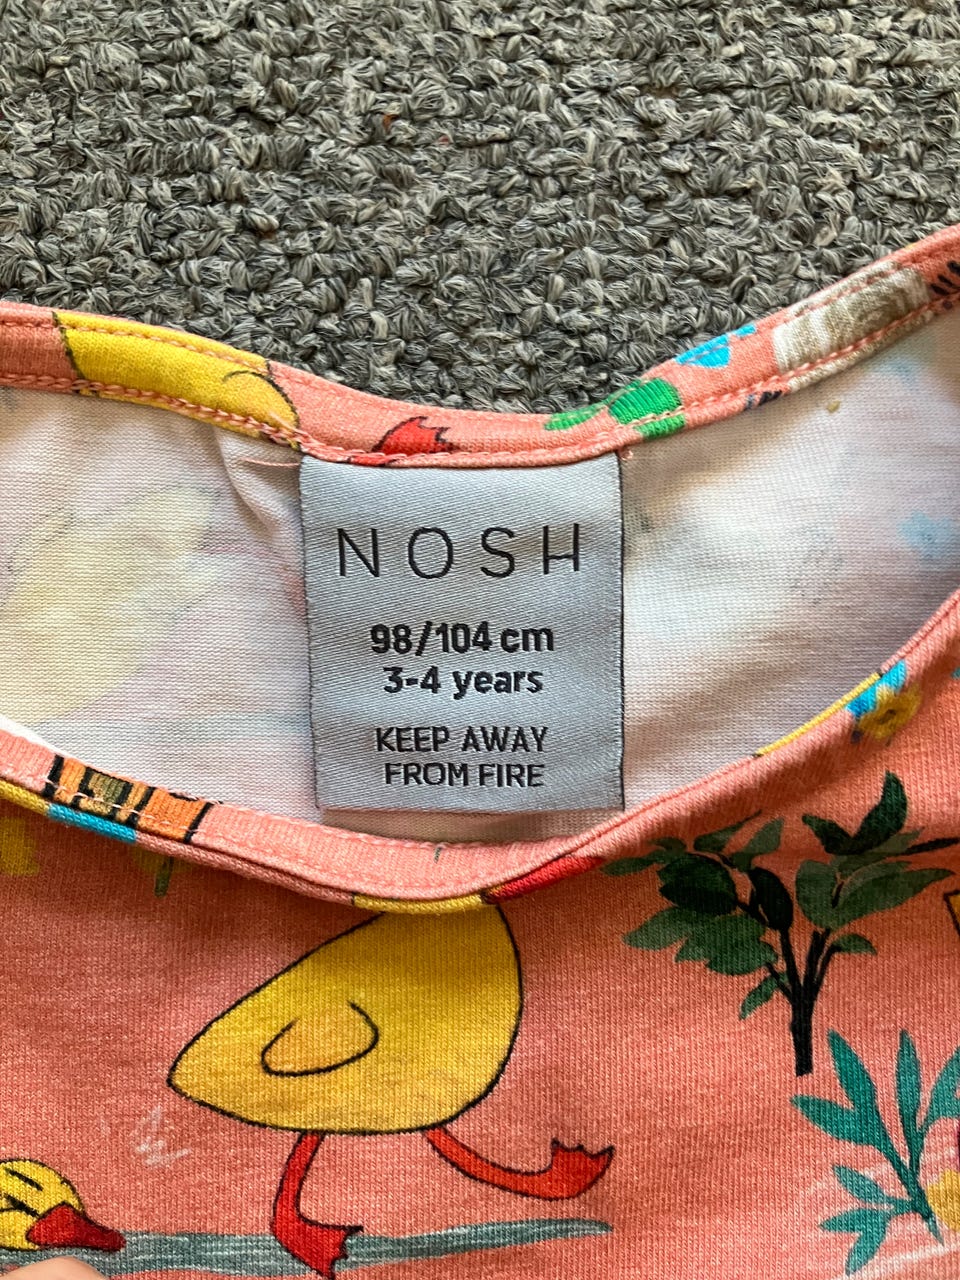 NOSH
98/104 cm
3-4 years
KEEP AWAY
FROM FIRE